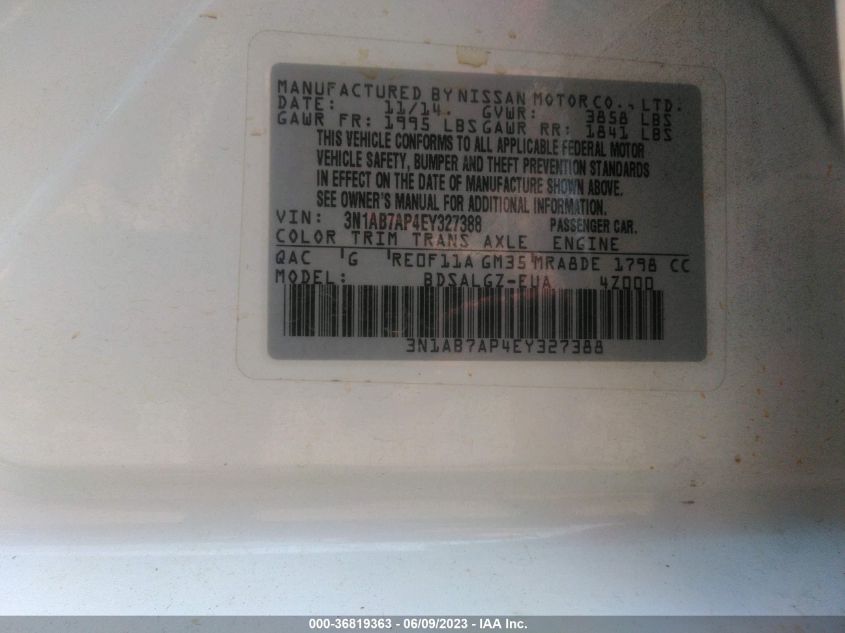 MANUFACTURED BY NISSAN MOTOR CO., LTD.
DATE: 11/14. GVWR: 3858 LBS
GAWR FR: 1995 LBS GAWR RR: 1841 LBS
THIS VEHICLE CONFORMS TO ALL APPLICABLE FEDERAL MOTOR
VEHICLE SAFETY, BUMPER AND THEFT PREVENTION STANDARDS
IN EFFECT ON THE DATE OF MANUFACTURE SHOWN ABOVE.
SEE OWNER'S MANUAL FOR ADDITIONAL INFORMATION.
VIN: 3N1AB7AP4EY327388 PASSENGER CAR.
COLOR TRIM TRANS AXLE ENGINE
QAC G RE0F11A GM35 MRA8DE 1798 CC
MODEL: BDSALGZ-EUA 4Z000
3N1AB7AP4EY327388
000-36819363 - 06/09/2023 - IAA Inc.